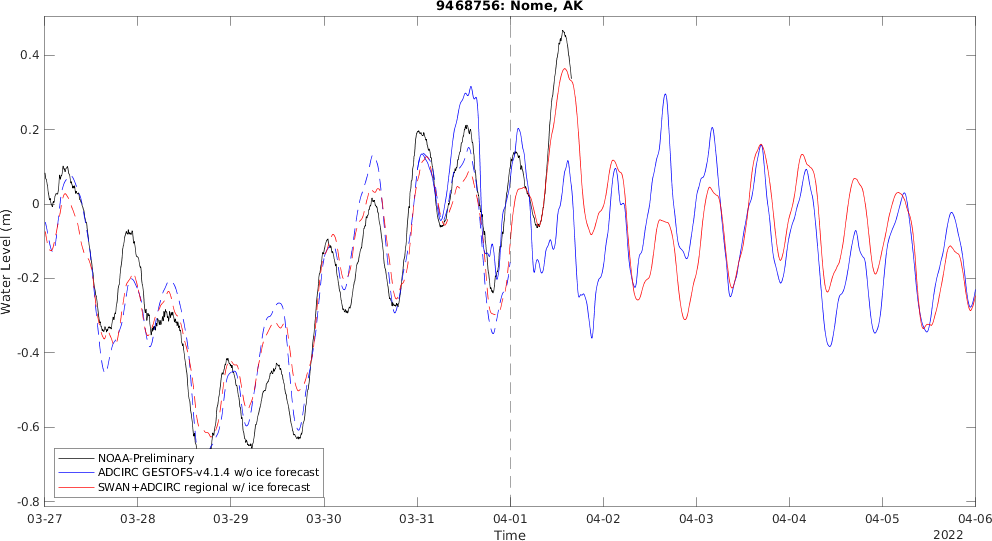 9468756: Nome, AK
Water Level (m)
0.4
0.2
0
-0.2
-0.4
-0.6
-0.8
NOAA-Preliminary
ADCIRC GESTOFS-v4.1.4 w/o ice forecast
SWAN+ADCIRC regional w/ ice forecast
03-27 03-28 03-29 03-30 03-31 04-01 04-02 04-03 04-04 04-05 04-06
Time
2022